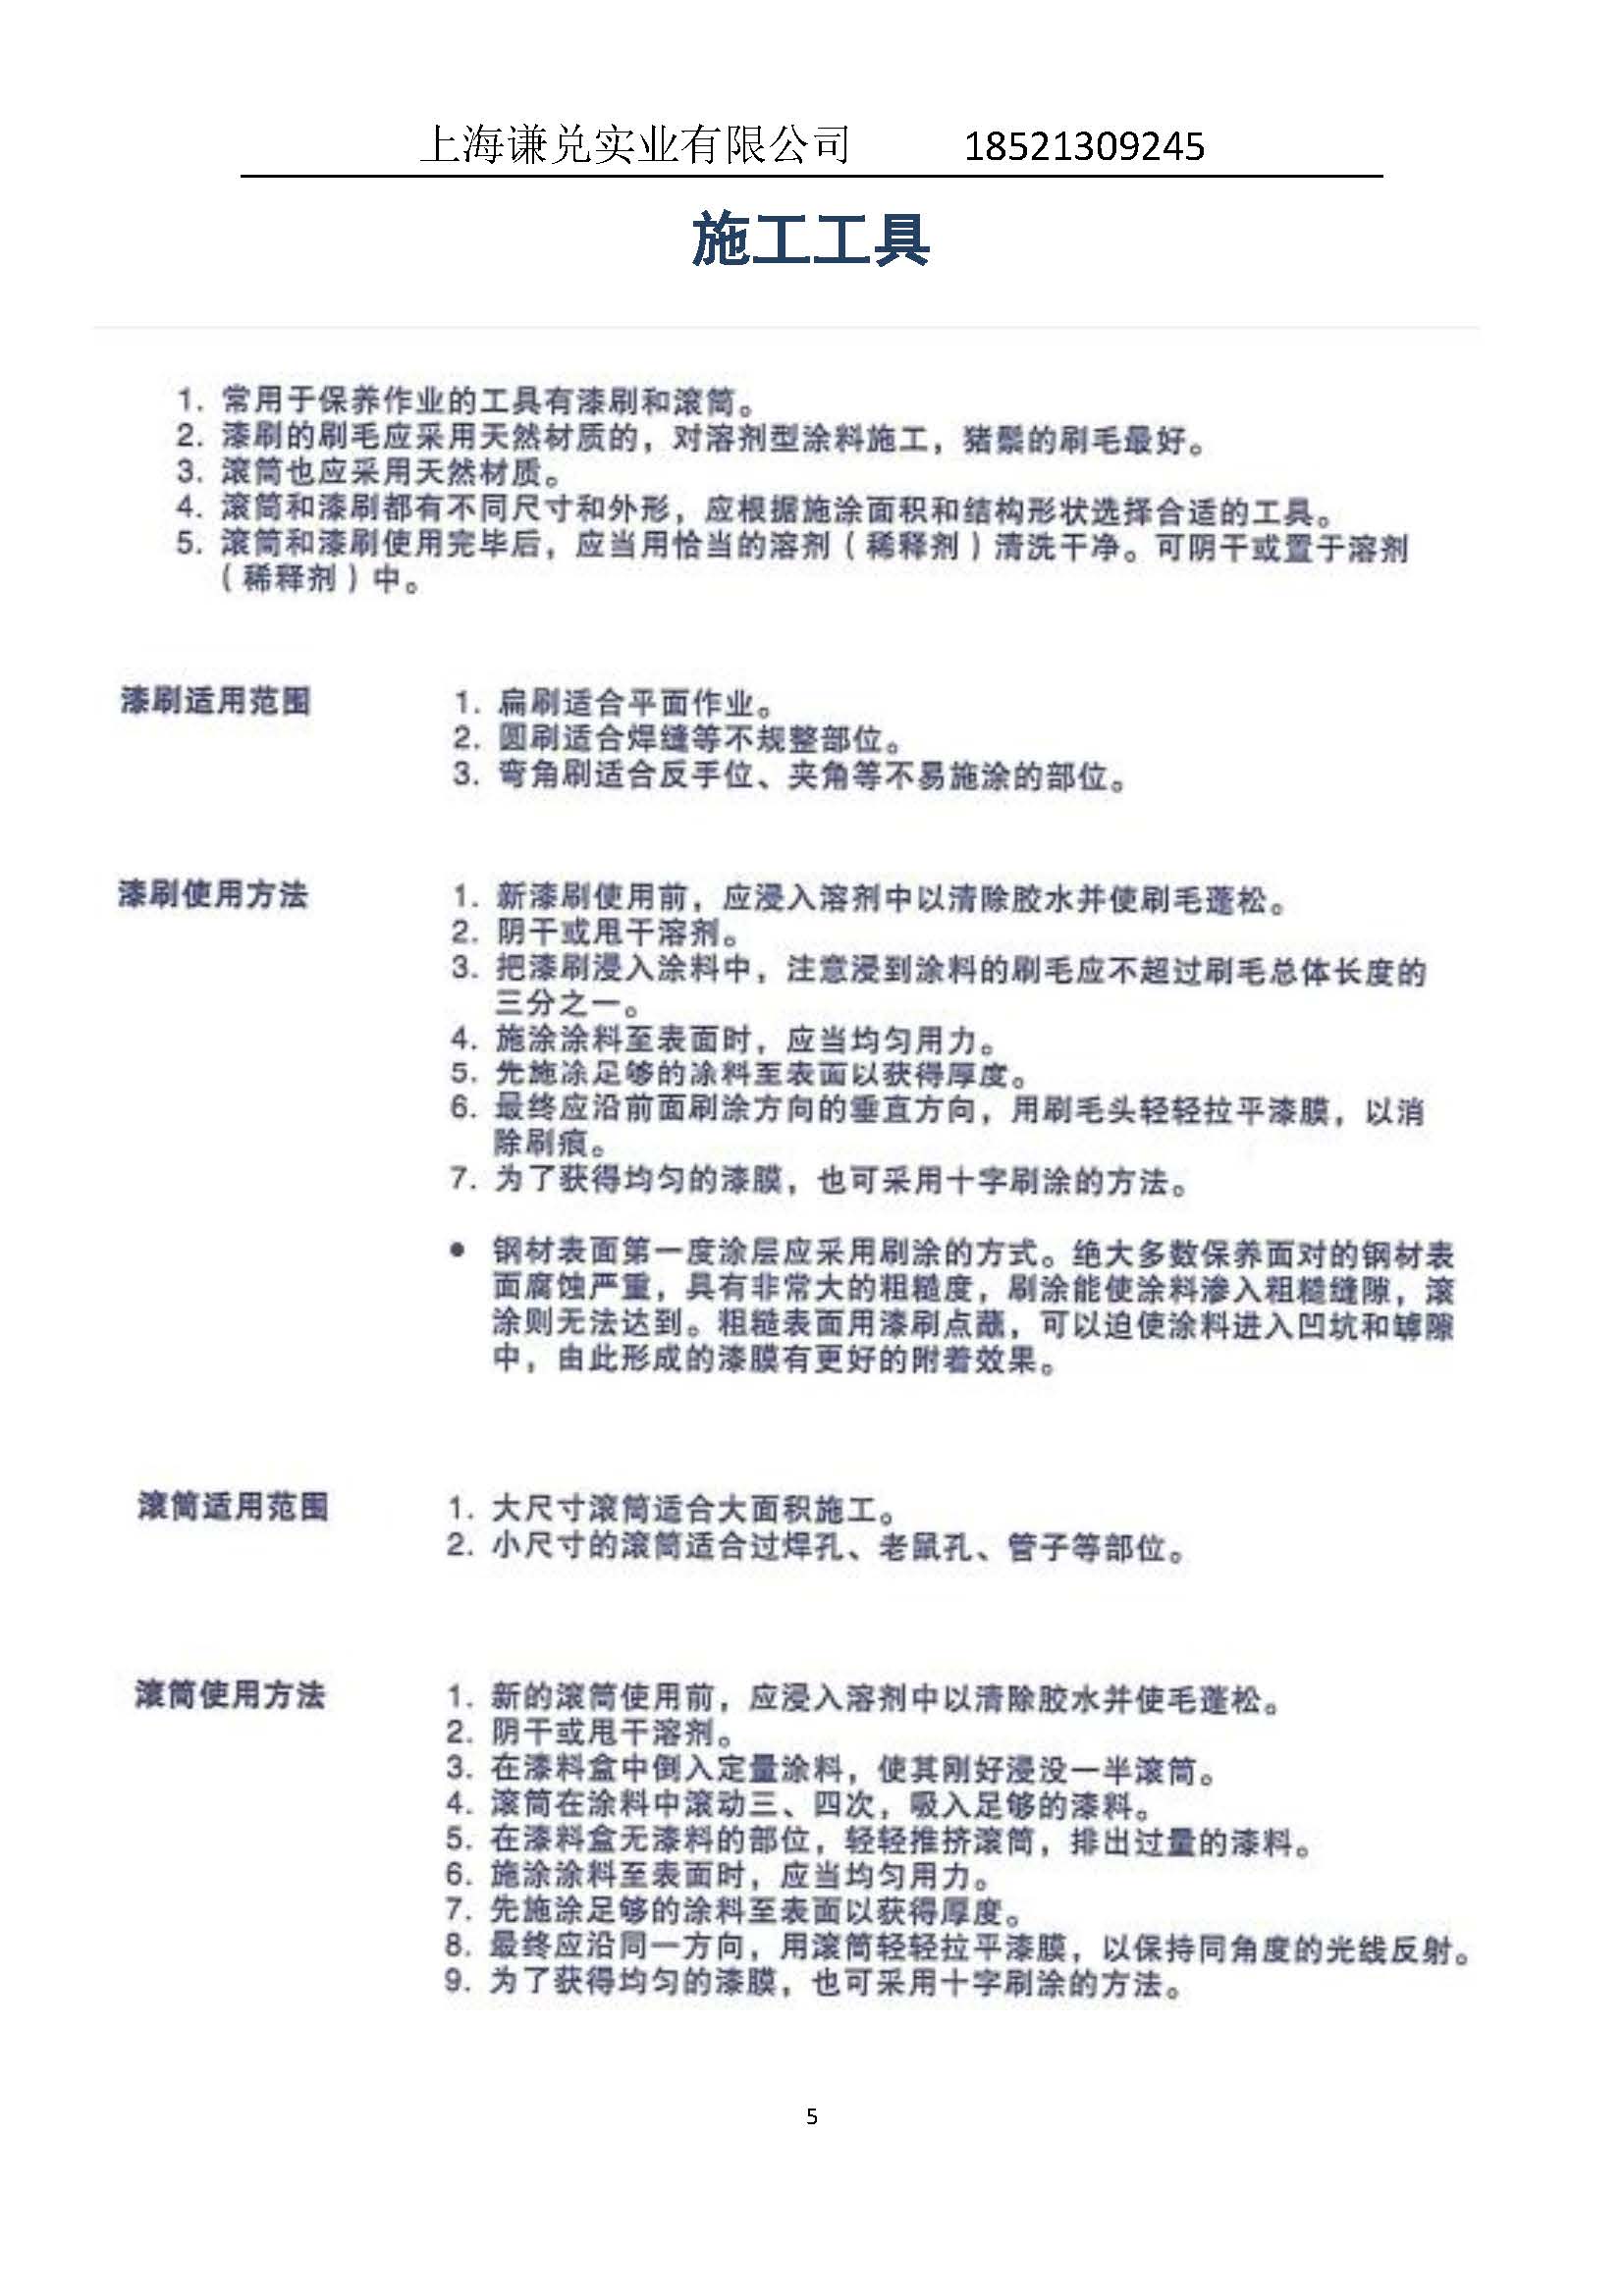 上海谦兑实业有限公司 18521309245
施工工具
1. 常用于保养作业的工具有漆刷和滚筒。
2. 漆刷的刷毛应采用天然材质的，对溶剂型涂料施工，猪鬃的刷毛最好。
3. 滚筒也应采用天然材质。
4. 滚筒和漆刷都有不同尺寸和外形，应根据施涂面积和结构形状选择合适的工具。
5. 滚筒和漆刷使用完毕后，应当用恰当的溶剂（稀释剂）清洗干净。可阴干或置于溶剂
（稀释剂）中。
漆刷适用范围
1. 扁刷适合平面作业。
2. 圆刷适合焊缝等不规整部位。
3. 弯角刷适合反手位、夹角等不易施涂的部位。
漆刷使用方法
1. 新漆刷使用前，应浸入溶剂中以清除胶水并使刷毛蓬松。
2. 阴干或甩干溶剂。
3. 把漆刷浸入涂料中，注意浸到涂料的刷毛应不超过刷毛总体长度的
三分之一。
4. 施涂涂料至表面时，应当均匀用力。
5. 先施涂足够的涂料至表面以获得厚度。
6. 最终应沿前面刷涂方向的垂直方向，用刷毛头轻轻拉平漆膜，以消
除刷痕。
7. 为了获得均匀的漆膜，也可采用十字刷涂的方法。
● 钢材表面第一度涂层应采用刷涂的方式。绝大多数保养面对的钢材表
面腐蚀严重，具有非常大的粗糙度，刷涂能使涂料渗入粗糙缝隙，滚
涂则无法达到。粗糙表面用漆刷点蘸，可以迫使涂料进入凹坑和罅隙
中，由此形成的漆膜有更好的附着效果。
滚筒适用范围
1. 大尺寸滚筒适合大面积施工。
2. 小尺寸的滚筒适合过焊孔、老鼠孔、管子等部位。
滚筒使用方法
1. 新的滚筒使用前，应浸入溶剂中以清除胶水并使毛蓬松。
2. 阴干或甩干溶剂。
3. 在漆料盒中倒入定量涂料，使其刚好浸没一半滚筒。
4. 滚筒在涂料中滚动三、四次，吸入足够的漆料。
5. 在漆料盒无漆料的部位，轻轻推挤滚筒，排出过量的漆料。
6. 施涂涂料至表面时，应当均匀用力。
7. 先施涂足够的涂料至表面以获得厚度。
8. 最终应沿同一方向，用滚筒轻轻拉平漆膜，以保持同角度的光线反射。
9. 为了获得均匀的漆膜，也可采用十字刷涂的方法。
5